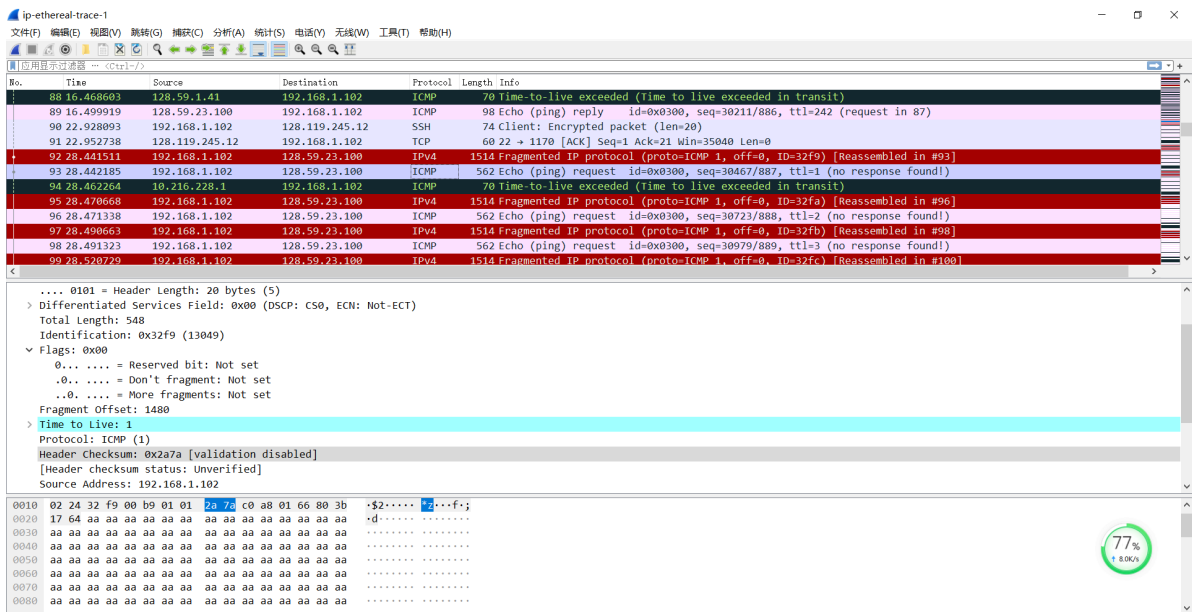 ip-ethereal-trace-1
文件(F) 编辑(E) 视图(V) 跳转(G) 捕获(C) 分析(A) 统计(S) 电话(Y) 无线(W) 工具(T) 帮助(H)
应用显示过滤器 … <Ctrl-/>
No. Time Source Destination Protocol Length Info
88 16.468603 128.59.1.41 192.168.1.102 ICMP 70 Time-to-live exceeded (Time to live exceeded in transit)
89 16.499919 128.59.23.100 192.168.1.102 ICMP 98 Echo (ping) reply id=0x0300, seq=30211/886, ttl=242 (request in 87)
90 22.928093 192.168.1.102 128.119.245.12 SSH 74 Client: Encrypted packet (len=20)
91 22.952738 128.119.245.12 192.168.1.102 TCP 60 22 → 1170 [ACK] Seq=1 Ack=21 Win=35040 Len=0
92 28.441511 192.168.1.102 128.59.23.100 IPv4 1514 Fragmented IP protocol (proto=ICMP 1, off=0, ID=32f9) [Reassembled in #93]
93 28.442185 192.168.1.102 128.59.23.100 ICMP 562 Echo (ping) request id=0x0300, seq=30467/887, ttl=1 (no response found!)
94 28.462264 10.216.228.1 192.168.1.102 ICMP 70 Time-to-live exceeded (Time to live exceeded in transit)
95 28.470668 192.168.1.102 128.59.23.100 IPv4 1514 Fragmented IP protocol (proto=ICMP 1, off=0, ID=32fa) [Reassembled in #96]
96 28.471338 192.168.1.102 128.59.23.100 ICMP 562 Echo (ping) request id=0x0300, seq=30723/888, ttl=2 (no response found!)
97 28.490663 192.168.1.102 128.59.23.100 IPv4 1514 Fragmented IP protocol (proto=ICMP 1, off=0, ID=32fb) [Reassembled in #98]
98 28.491323 192.168.1.102 128.59.23.100 ICMP 562 Echo (ping) request id=0x0300, seq=30979/889, ttl=3 (no response found!)
99 28.520729 192.168.1.102 128.59.23.100 IPv4 1514 Fragmented IP protocol (proto=ICMP 1, off=0, ID=32fc) [Reassembled in #100]
.... 0101 = Header Length: 20 bytes (5)
Differentiated Services Field: 0x00 (DSCP: CS0, ECN: Not-ECT)
Total Length: 548
Identification: 0x32f9 (13049)
Flags: 0x00
0... .... = Reserved bit: Not set
.0.. .... = Don't fragment: Not set
..0. .... = More fragments: Not set
Fragment Offset: 1480
Time to Live: 1
Protocol: ICMP (1)
Header Checksum: 0x2a7a [validation disabled]
[Header checksum status: Unverified]
Source Address: 192.168.1.102
0010 02 24 32 f9 00 b9 01 01 2a 7a c0 a8 01 66 80 3b ·$2····· *z···f·;
0020 17 64 aa aa aa aa aa aa aa aa aa aa aa aa aa aa ·d······ ········
0030 aa aa aa aa aa aa aa aa aa aa aa aa aa aa aa aa ········ ········
0040 aa aa aa aa aa aa aa aa aa aa aa aa aa aa aa aa ········ ········
0050 aa aa aa aa aa aa aa aa aa aa aa aa aa aa aa aa ········ ········
0060 aa aa aa aa aa aa aa aa aa aa aa aa aa aa aa aa ········ ········
0070 aa aa aa aa aa aa aa aa aa aa aa aa aa aa aa aa ········ ········
0080 aa aa aa aa aa aa aa aa aa aa aa aa aa aa aa aa ········ ········
77%
↑ 8.0K/s